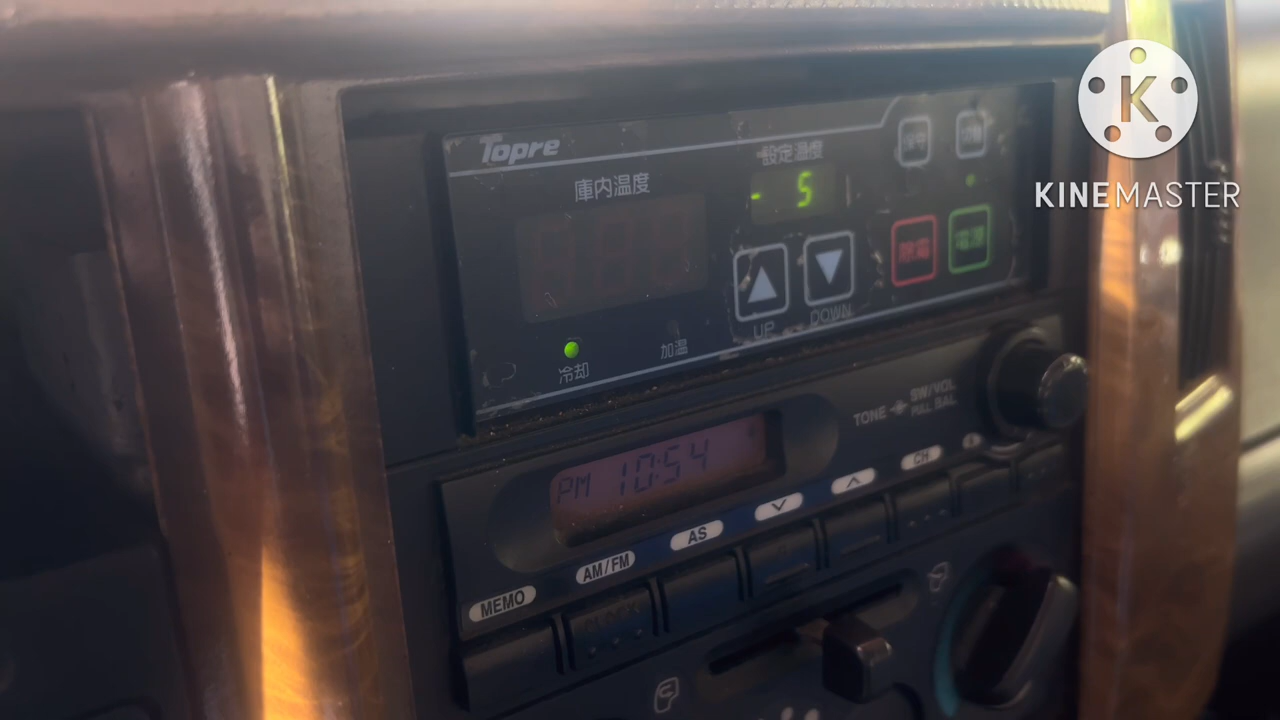 Topre
庫内温度
設定温度
- 5
除霜
電源
UP
DOWN
冷却
加温
TONE
SW/VOL
PULL BAL
PM 10:54
MEMO
AM/FM
AS
CH
CLOCK
K
KINEMASTER